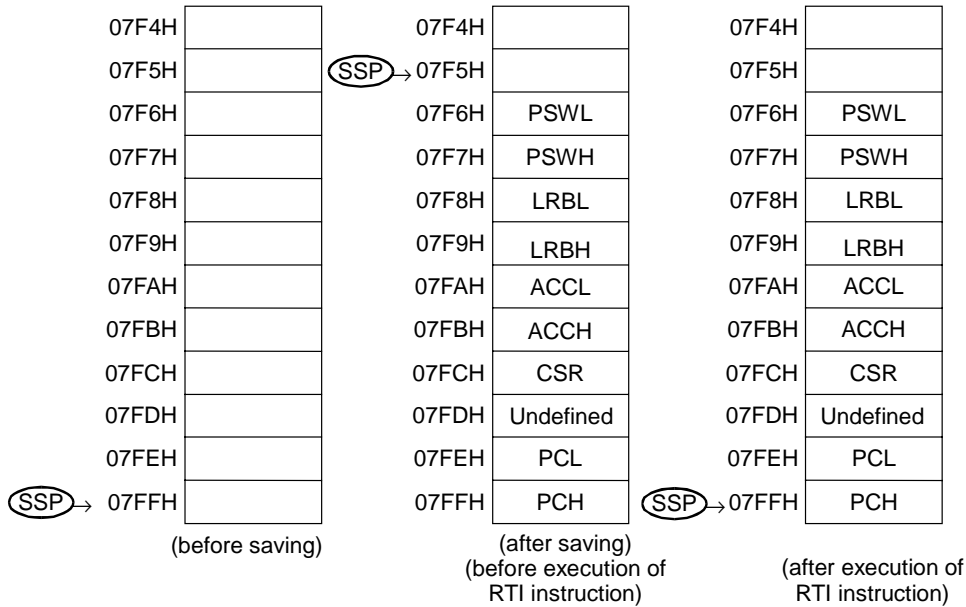 07F4H 07F4H 07F4H
07F5H SSP → 07F5H 07F5H
07F6H 07F6H PSWL 07F6H PSWL
07F7H 07F7H PSWH 07F7H PSWH
07F8H 07F8H LRBL 07F8H LRBL
07F9H 07F9H LRBH 07F9H LRBH
07FAH 07FAH ACCL 07FAH ACCL
07FBH 07FBH ACCH 07FBH ACCH
07FCH 07FCH CSR 07FCH CSR
07FDH 07FDH Undefined 07FDH Undefined
07FEH 07FEH PCL 07FEH PCL
SSP → 07FFH 07FFH PCH SSP → 07FFH PCH
(before saving) (after saving)
(before execution of (after execution of
RTI instruction) RTI instruction)